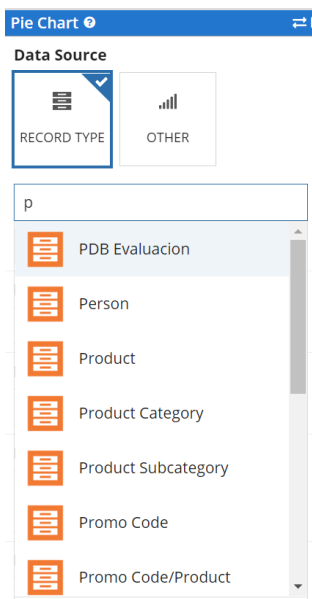 Pie Chart ?
Data Source
RECORD TYPE
OTHER
p
PDB Evaluacion
Person
Product
Product Category
Product Subcategory
Promo Code
Promo Code/Product